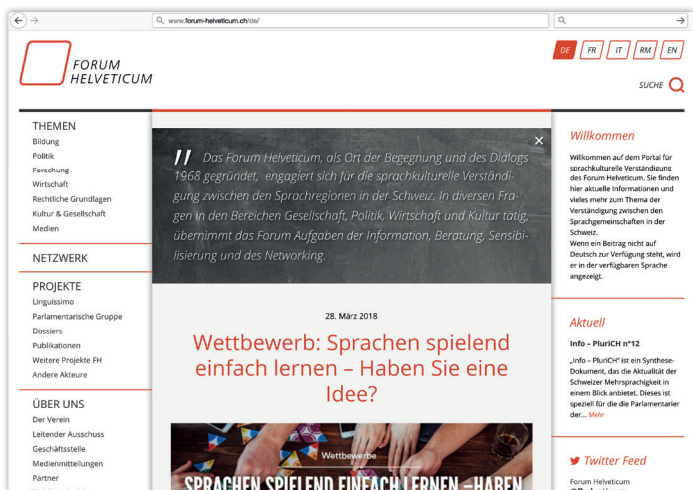 www.forum-helveticum.ch/de/
FORUM
HELVETICUM
DE FR IT RM EN
SUCHE
THEMEN
Bildung
Politik
Forschung
Wirtschaft
Rechtliche Grundlagen
Kultur & Gesellschaft
Medien
NETZWERK
PROJEKTE
Linguissimo
Parlamentarische Gruppe
Dossiers
Publikationen
Weitere Projekte FH
Andere Akteure
ÜBER UNS
Der Verein
Leitender Ausschuss
Geschäftsstelle
Medienmitteilungen
Partner
" Das Forum Helveticum, als Ort der Begegnung und des Dialogs
1968 gegründet, engagiert sich für die sprachkulturelle Verständi-
gung zwischen den Sprachregionen in der Schweiz. In diversen Fra-
gen in den Bereichen Gesellschaft, Politik, Wirtschaft und Kultur tätig,
übernimmt das Forum Aufgaben der Information, Beratung, Sensibi-
lisierung und des Networking.
28. März 2018
Wettbewerb: Sprachen spielend
einfach lernen – Haben Sie eine
Idee?
Wettbewerbe
SPRACHEN SPIELEND EINFACH LERNEN – HABEN
Willkommen
Willkommen auf dem Portal für
sprachkulturelle Verständigung
des Forum Helveticum. Sie finden
hier aktuelle Informationen und
vieles mehr zum Thema der
Verständigung zwischen den
Sprachgemeinschaften in der
Schweiz.
Wenn ein Beitrag nicht auf
Deutsch zur Verfügung steht, wird
er in der verfügbaren Sprache
angezeigt.
Aktuell
Info – PluriCH n°12
„Info – PluriCH" ist ein Synthese-
Dokument, das die Aktualität der
Schweizer Mehrsprachigkeit in
einem Blick anbietet. Dieses ist
speziell für die die Parlamentarier
der... Mehr
Twitter Feed
Forum Helveticum